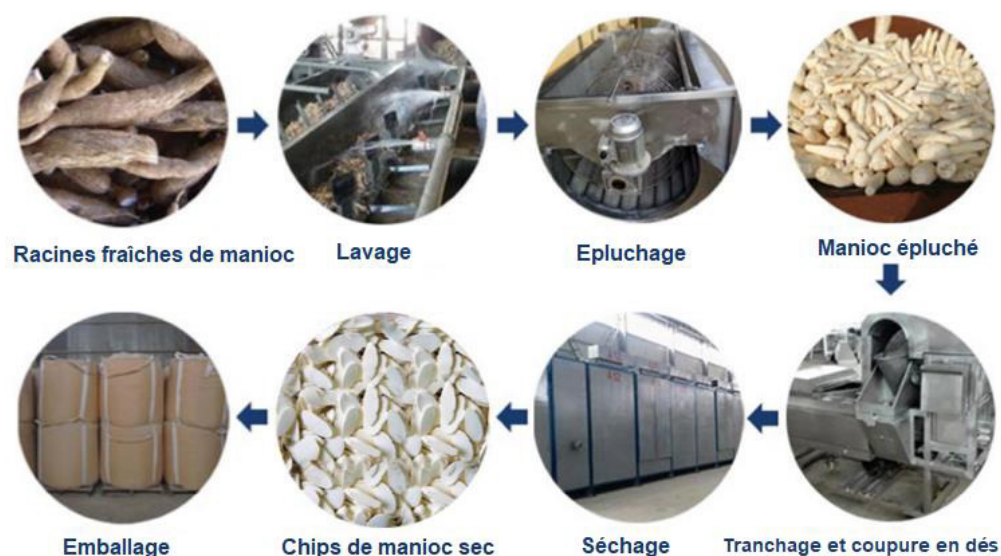 Racines fraîches de manioc
Lavage
Epluchage
Manioc épluché
Emballage
Chips de manioc sec
Séchage
Tranchage et coupure en dés